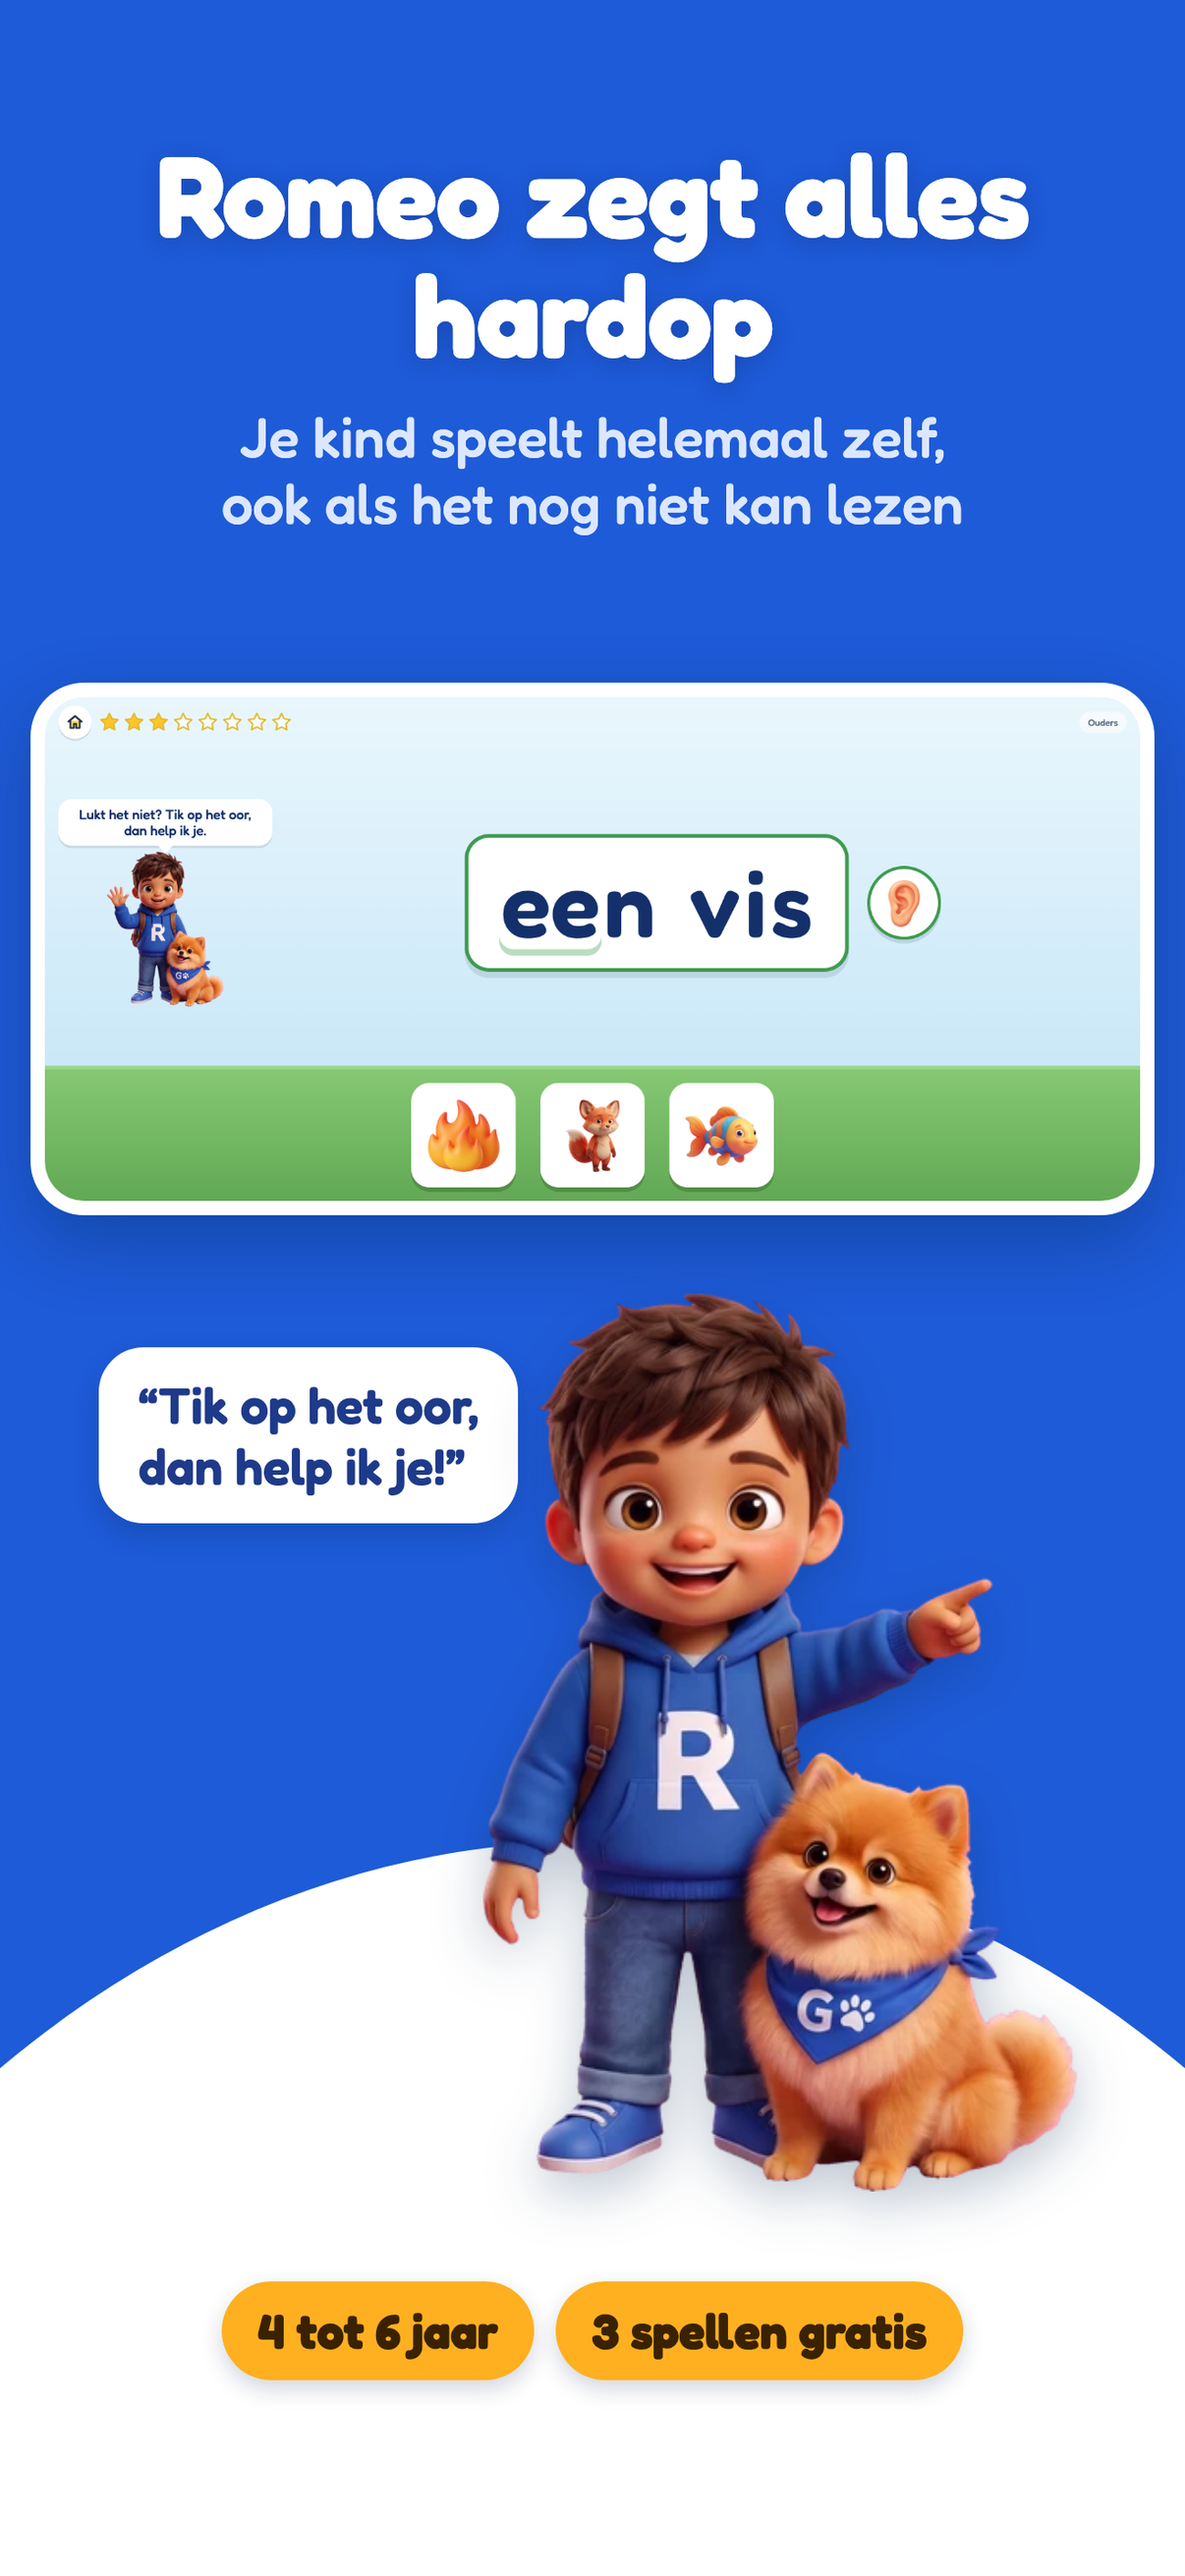 Romeo zegt alles
hardop
Je kind speelt helemaal zelf,
ook als het nog niet kan lezen
Ouders
Lukt het niet? Tik op het oor,
dan help ik je.
R
G
een vis
“Tik op het oor,
dan help ik je!”
R
G
4 tot 6 jaar
3 spellen gratis